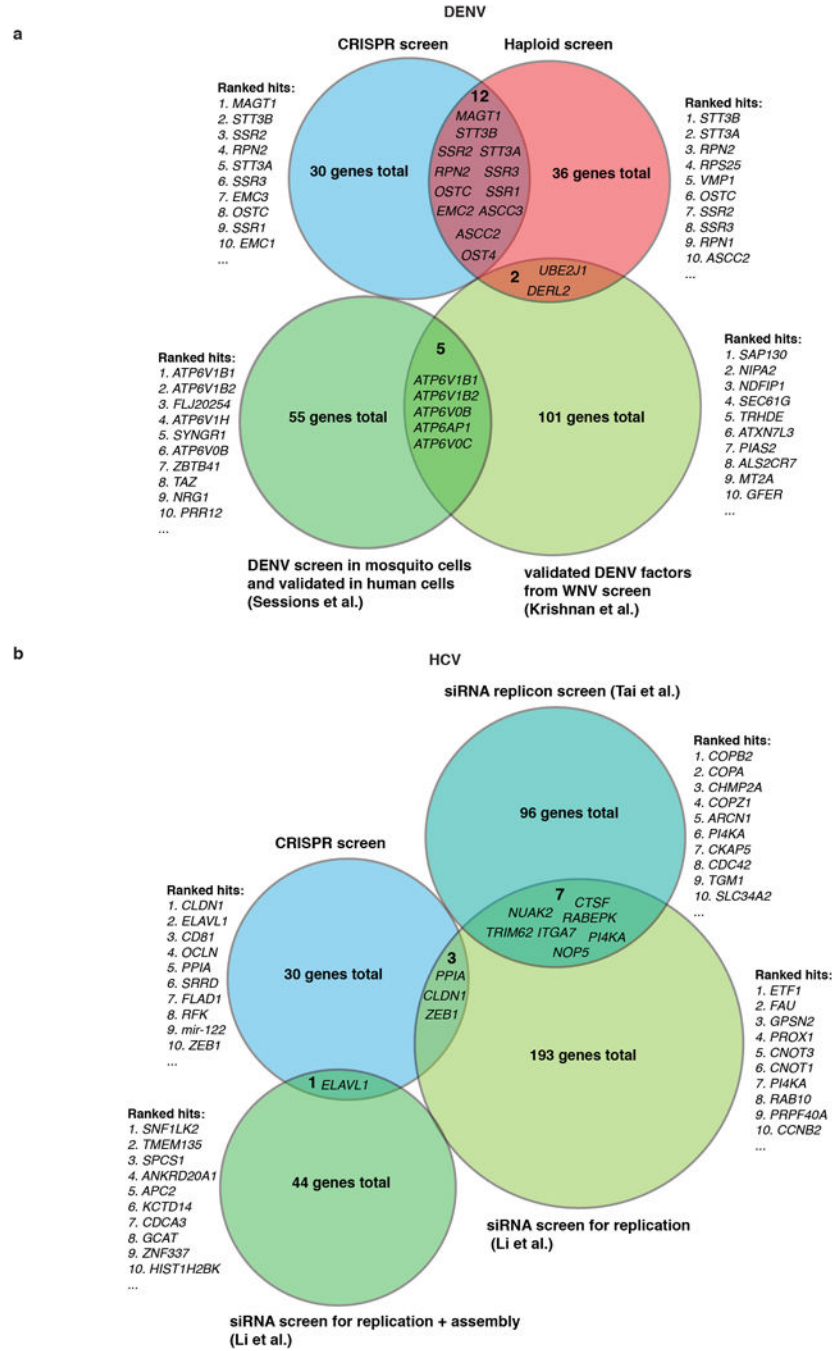 DENV
a
CRISPR screen
Haploid screen
Ranked hits:
1. MAGT1
2. STT3B
3. SSR2
4. RPN2
5. STT3A
6. SSR3
7. EMC3
8. OSTC
9. SSR1
10. EMC1
...
30 genes total
12
MAGT1
STT3B
SSR2 STT3A
RPN2 SSR3
OSTC SSR1
EMC2 ASCC3
ASCC2
OST4
36 genes total
Ranked hits:
1. STT3B
2. STT3A
3. RPN2
4. RPS25
5. VMP1
6. OSTC
7. SSR2
8. SSR3
9. RPN1
10. ASCC2
...
2 UBE2J1
DERL2
Ranked hits:
1. ATP6V1B1
2. ATP6V1B2
3. FLJ20254
4. ATP6V1H
5. SYNGR1
6. ATP6V0B
7. ZBTB41
8. TAZ
9. NRG1
10. PRR12
...
55 genes total
5
ATP6V1B1
ATP6V1B2
ATP6V0B
ATP6AP1
ATP6V0C
101 genes total
Ranked hits:
1. SAP130
2. NIPA2
3. NDFIP1
4. SEC61G
5. TRHDE
6. ATXN7L3
7. PIAS2
8. ALS2CR7
9. MT2A
10. GFER
...
DENV screen in mosquito cells
and validated in human cells
(Sessions et al.)
validated DENV factors
from WNV screen
(Krishnan et al.)
b
HCV
siRNA replicon screen (Tai et al.)
96 genes total
Ranked hits:
1. COPB2
2. COPA
3. CHMP2A
4. COPZ1
5. ARCN1
6. PI4KA
7. CKAP5
8. CDC42
9. TGM1
10. SLC34A2
...
CRISPR screen
Ranked hits:
1. CLDN1
2. ELAVL1
3. CD81
4. OCLN
5. PPIA
6. SRRD
7. FLAD1
8. RFK
9. mir-122
10. ZEB1
...
30 genes total
3
PPIA
CLDN1
ZEB1
7
CTSF
NUAK2
RABEPK
TRIM62 ITGA7
PI4KA
NOP5
193 genes total
Ranked hits:
1. ETF1
2. FAU
3. GPSN2
4. PROX1
5. CNOT3
6. CNOT1
7. PI4KA
8. RAB10
9. PRPF40A
10. CCNB2
...
1 ELAVL1
Ranked hits:
1. SNF1LK2
2. TMEM135
3. SPCS1
4. ANKRD20A1
5. APC2
6. KCTD14
7. CDCA3
8. GCAT
9. ZNF337
10. HIST1H2BK
...
44 genes total
siRNA screen for replication
(Li et al.)
siRNA screen for replication + assembly
(Li et al.)